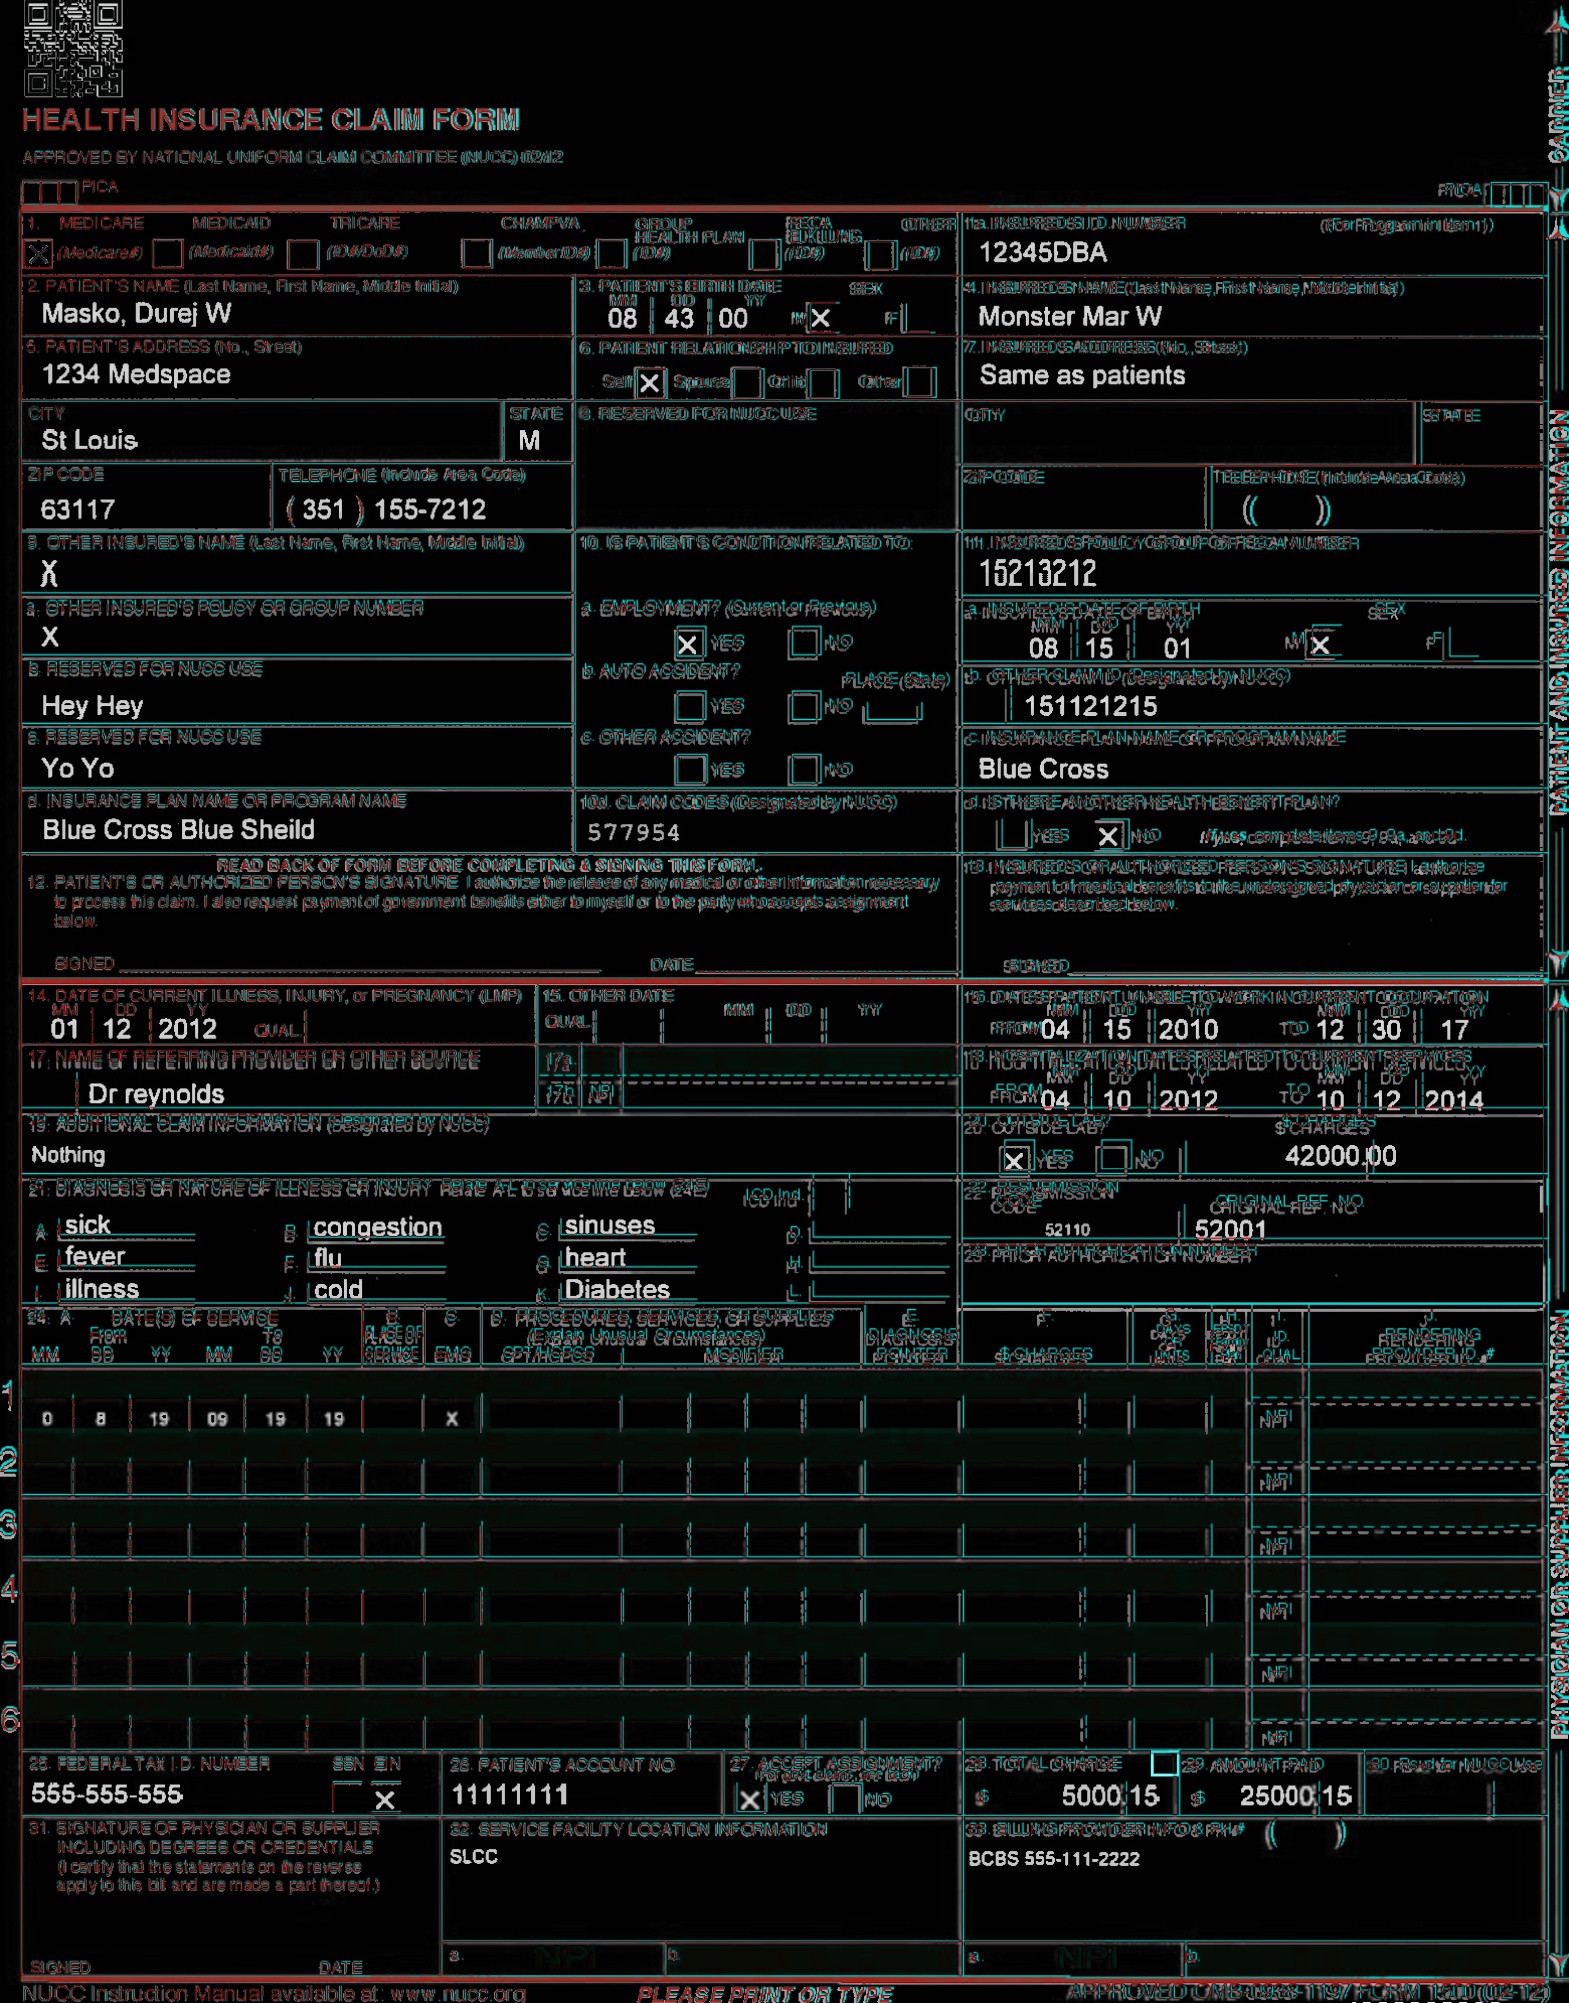 HEALTH INSURANCE CLAIM FORM
APPROVED BY NATIONAL UNIFORM CLAIM COMMITTEE (NUCC) 02/12
PICA
PICA
CARRIER
1. MEDICARE MEDICAID TRICARE CHAMPVA GROUP HEALTH PLAN FECA BLK LUNG OTHER
(Medicare#) (Medicaid#) (ID#/DoD#) (Member ID#) (ID#) (ID#) (ID#)
1a. INSURED'S I.D. NUMBER (For Program in Item 1)
12345DBA
2. PATIENT'S NAME (Last Name, First Name, Middle Initial)
Masko, Durej W
3. PATIENT'S BIRTH DATE SEX
MM DD YY
08 43 00 M X F
4. INSURED'S NAME (Last Name, First Name, Middle Initial)
Monster Mar W
5. PATIENT'S ADDRESS (No., Street)
1234 Medspace
6. PATIENT RELATIONSHIP TO INSURED
Self X Spouse Child Other
7. INSURED'S ADDRESS (No., Street)
Same as patients
CITY STATE
St Louis M
8. RESERVED FOR NUCC USE
CITY STATE
ZIP CODE TELEPHONE (Include Area Code)
63117 ( 351 ) 155-7212
ZIP CODE TELEPHONE (Include Area Code)
( )
9. OTHER INSURED'S NAME (Last Name, First Name, Middle Initial)
X
10. IS PATIENT'S CONDITION RELATED TO:
11. INSURED'S POLICY GROUP OR FECA NUMBER
15213212
a. OTHER INSURED'S POLICY OR GROUP NUMBER
X
a. EMPLOYMENT? (Current or Previous)
X YES NO
a. INSURED'S DATE OF BIRTH SEX
MM DD YY
08 15 01 M X F
b. RESERVED FOR NUCC USE
Hey Hey
b. AUTO ACCIDENT? PLACE (State)
YES NO
b. OTHER CLAIM ID (Designated by NUCC)
151121215
c. RESERVED FOR NUCC USE
Yo Yo
c. OTHER ACCIDENT?
YES NO
c. INSURANCE PLAN NAME OR PROGRAM NAME
Blue Cross
d. INSURANCE PLAN NAME OR PROGRAM NAME
Blue Cross Blue Sheild
10d. CLAIM CODES (Designated by NUCC)
577954
d. IS THERE ANOTHER HEALTH BENEFIT PLAN?
YES X NO If yes, complete items 9, 9a, and 9d.
READ BACK OF FORM BEFORE COMPLETING & SIGNING THIS FORM.
12. PATIENT'S OR AUTHORIZED PERSON'S SIGNATURE I authorize the release of any medical or other information necessary
to process this claim. I also request payment of government benefits either to myself or to the party who accepts assignment
below.
SIGNED DATE
13. INSURED'S OR AUTHORIZED PERSON'S SIGNATURE I authorize
payment of medical benefits to the undersigned physician or supplier for
services described below.
SIGNED
PATIENT AND INSURED INFORMATION
14. DATE OF CURRENT ILLNESS, INJURY, or PREGNANCY (LMP)
MM DD YY
01 12 2012 QUAL.
15. OTHER DATE
QUAL. MM DD YY
16. DATES PATIENT UNABLE TO WORK IN CURRENT OCCUPATION
MM DD YY MM DD YY
FROM 04 15 2010 TO 12 30 17
17. NAME OF REFERRING PROVIDER OR OTHER SOURCE
Dr reynolds
17a.
17b. NPI
18. HOSPITALIZATION DATES RELATED TO CURRENT SERVICES
MM DD YY MM DD YY
FROM 04 10 2012 TO 10 12 2014
19. ADDITIONAL CLAIM INFORMATION (Designated by NUCC)
Nothing
20. OUTSIDE LAB? $ CHARGES
X YES NO 42000.00
21. DIAGNOSIS OR NATURE OF ILLNESS OR INJURY Relate A-L to service line below (24E) ICD Ind.
A. sick B. congestion C. sinuses D.
E. fever F. flu G. heart H.
I. illness J. cold K. Diabetes L.
22. RESUBMISSION CODE ORIGINAL REF. NO.
52110 52001
23. PRIOR AUTHORIZATION NUMBER
24. A. DATE(S) OF SERVICE B. C. D. PROCEDURES, SERVICES, OR SUPPLIES E. F. G. H. I. J.
From To PLACE OF (Explain Unusual Circumstances) DIAGNOSIS DAYS OR UNITS ID. RENDERING
MM DD YY MM DD YY SERVICE EMG CPT/HCPCS MODIFIER POINTER $ CHARGES QUAL. PROVIDER ID. #
1
0 8 19 09 19 19 X NPI
2
NPI
3
NPI
4
NPI
5
NPI
6
NPI
25. FEDERAL TAX I.D. NUMBER SSN EIN
555-555-555 X
26. PATIENT'S ACCOUNT NO.
11111111
27. ACCEPT ASSIGNMENT?
X YES NO
28. TOTAL CHARGE
$ 5000 15
29. AMOUNT PAID
$ 25000 15
30. Rsvd for NUCC Use
31. SIGNATURE OF PHYSICIAN OR SUPPLIER
INCLUDING DEGREES OR CREDENTIALS
(I certify that the statements on the reverse
apply to this bill and are made a part thereof.)
SIGNED DATE
32. SERVICE FACILITY LOCATION INFORMATION
SLCC
a. NPI b.
33. BILLING PROVIDER INFO & PH # ( )
BCBS 555-111-2222
a. NPI b.
PHYSICIAN OR SUPPLIER INFORMATION
NUCC Instruction Manual available at: www.nucc.org
PLEASE PRINT OR TYPE
APPROVED OMB-0938-1197 FORM 1500 (02-12)